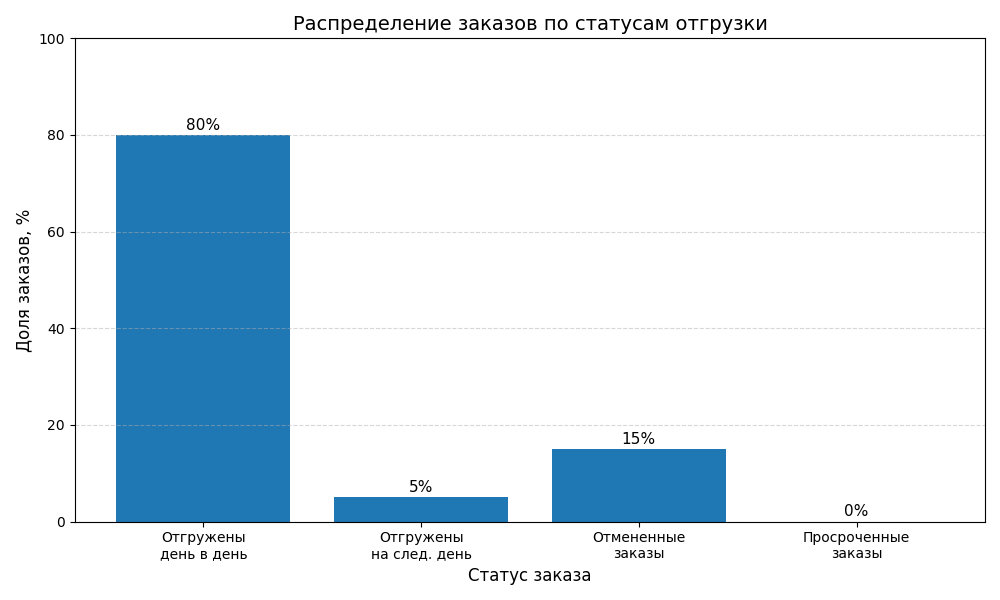 Распределение заказов по статусам отгрузки
Доля заказов, %
100
80
60
40
20
0
80%
5%
15%
0%
Отгружены
день в день
Отгружены
на след. день
Отмененные
заказы
Просроченные
заказы
Статус заказа